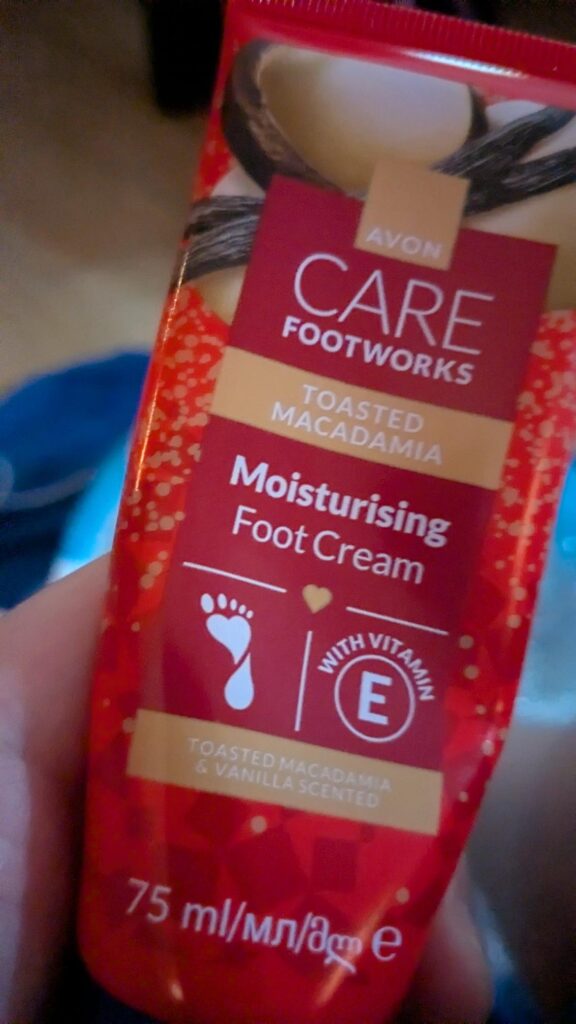 AVON
CARE
FOOTWORKS
TOASTED
MACADAMIA
Moisturising
Foot Cream
WITH VITAMIN
E
TOASTED MACADAMIA
& VANILLA SCENTED
75 ml/мл/მლ ℮